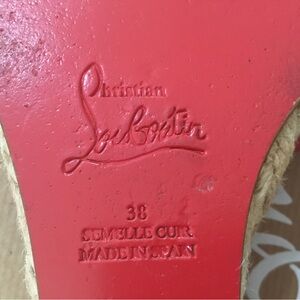 Christian
Louboutin
38
SEMELLE CUIR
MADE IN SPAIN